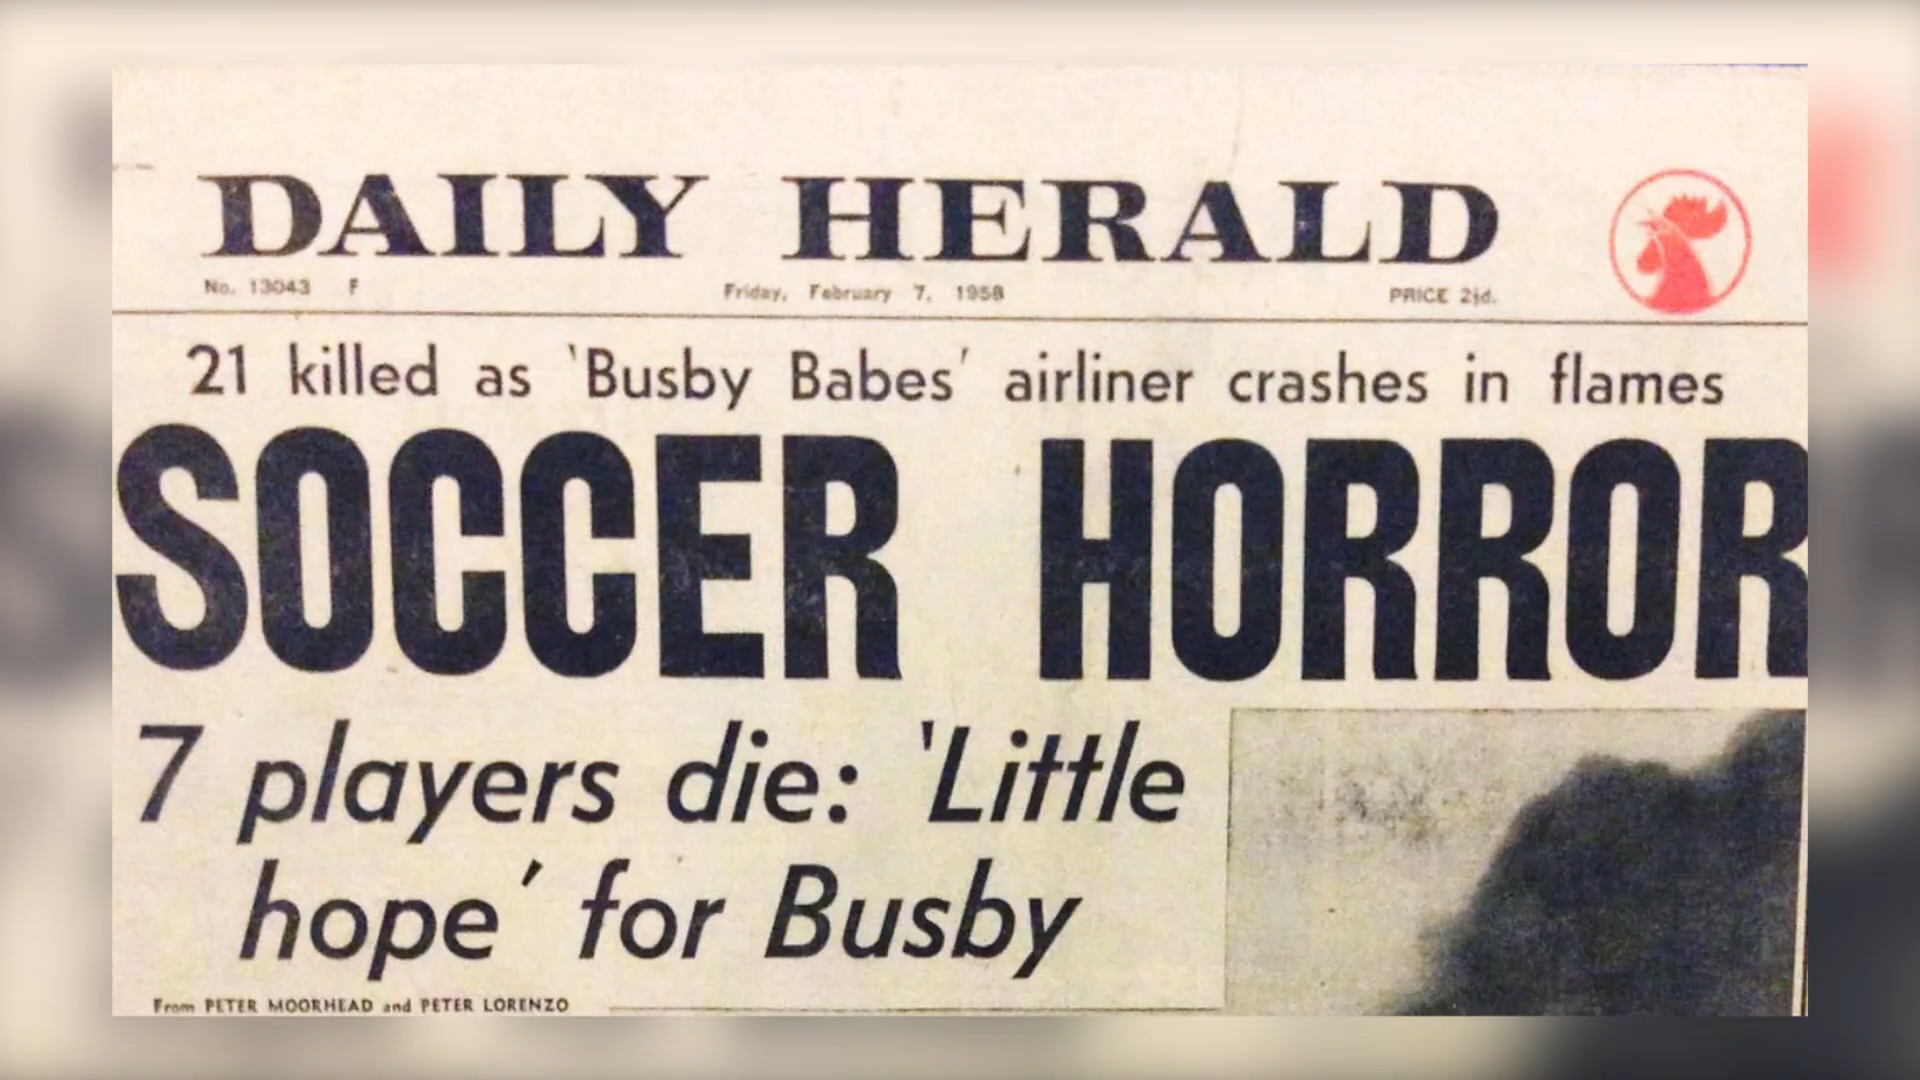 DAILY HERALD
No. 13043 F Friday, February 7, 1958 PRICE 2½d.
21 killed as 'Busby Babes' airliner crashes in flames
SOCCER HORROR
7 players die: 'Little
hope' for Busby
From PETER MOORHEAD and PETER LORENZO